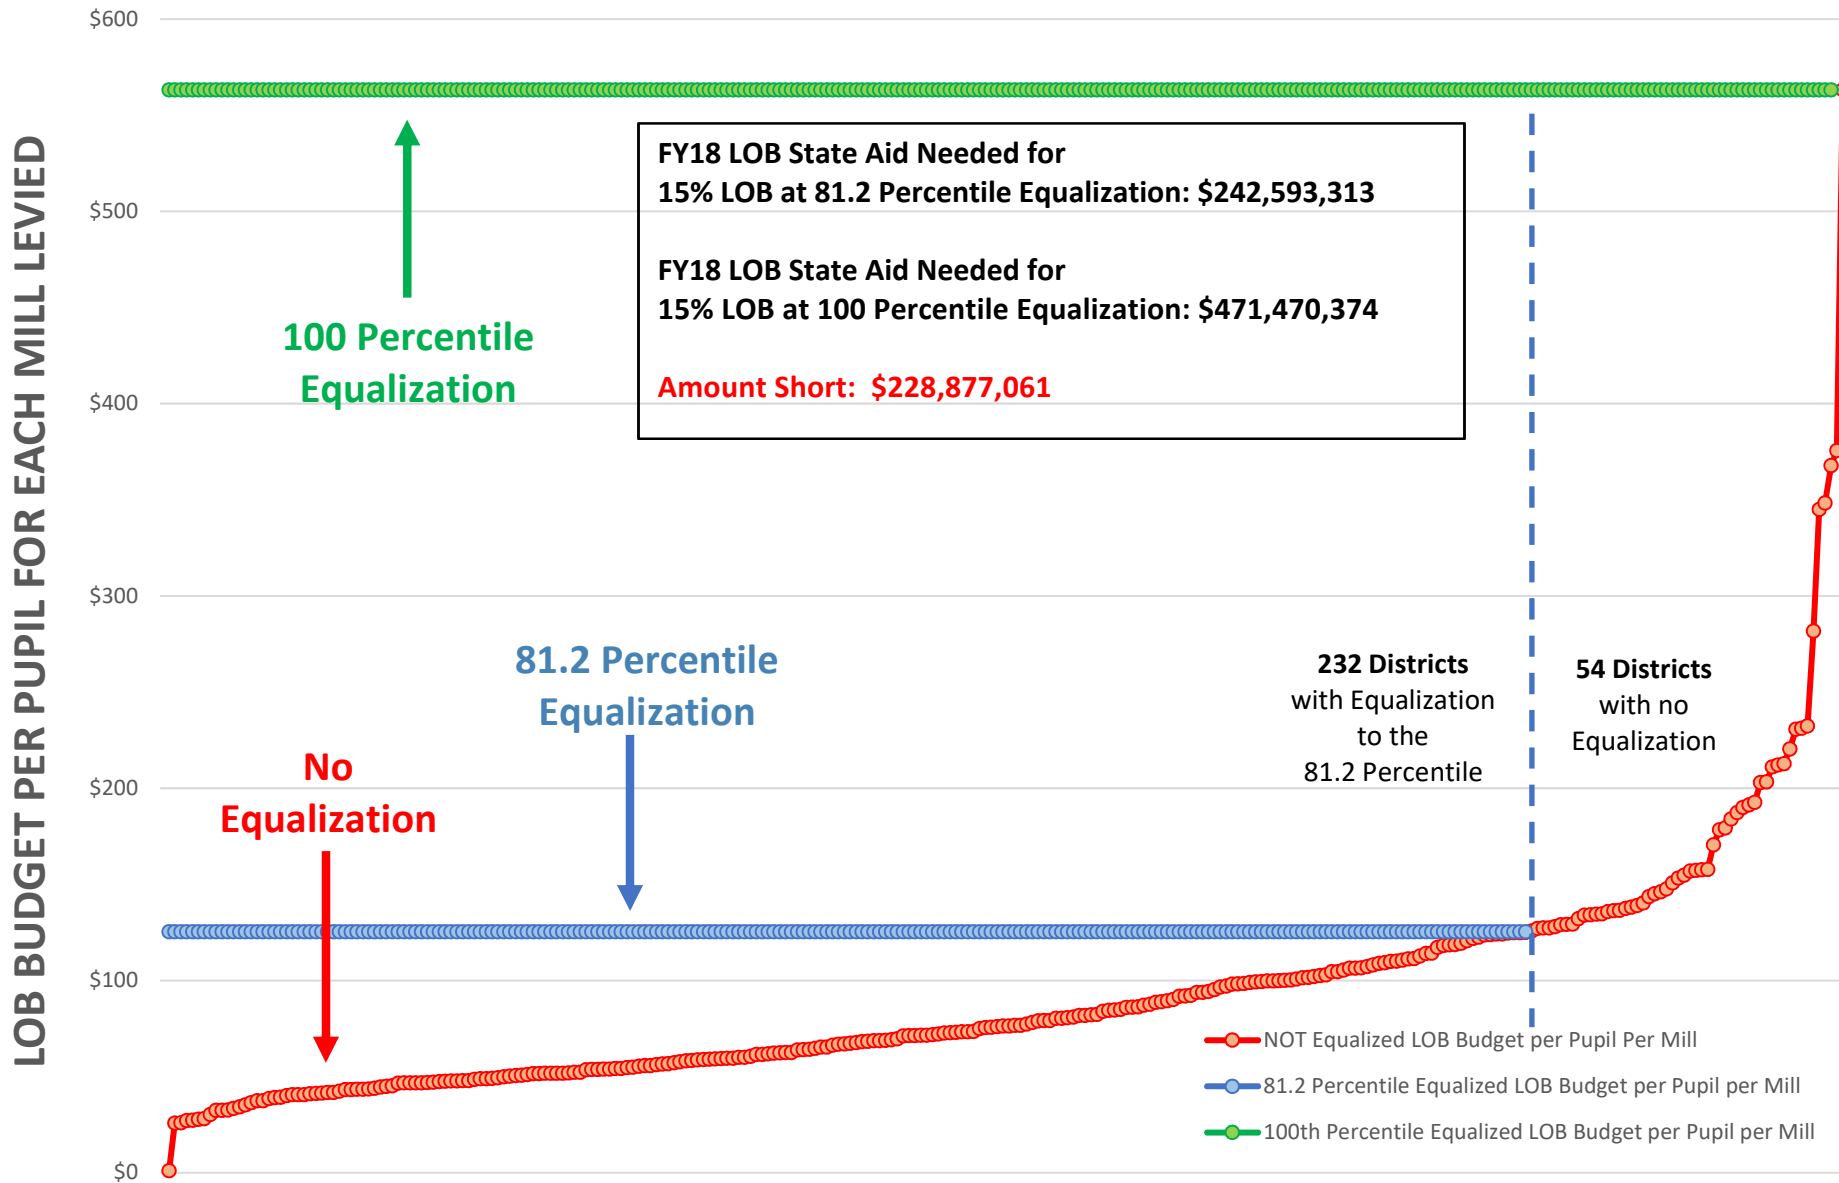 LOB BUDGET PER PUPIL FOR EACH MILL LEVIED
$600
$500
$400
$300
$200
$100
$0
FY18 LOB State Aid Needed for
15% LOB at 81.2 Percentile Equalization: $242,593,313
FY18 LOB State Aid Needed for
15% LOB at 100 Percentile Equalization: $471,470,374
Amount Short:  $228,877,061
100 Percentile
Equalization
81.2 Percentile
Equalization
No
Equalization
232 Districts
with Equalization
to the
81.2 Percentile
54 Districts
with no
Equalization
NOT Equalized LOB Budget per Pupil Per Mill
81.2 Percentile Equalized LOB Budget per Pupil per Mill
100th Percentile Equalized LOB Budget per Pupil per Mill